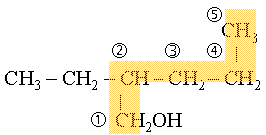 ⑤
CH₃
② ③ ④
CH₃ – CH₂ – CH – CH₂ – CH₂
① CH₂OH